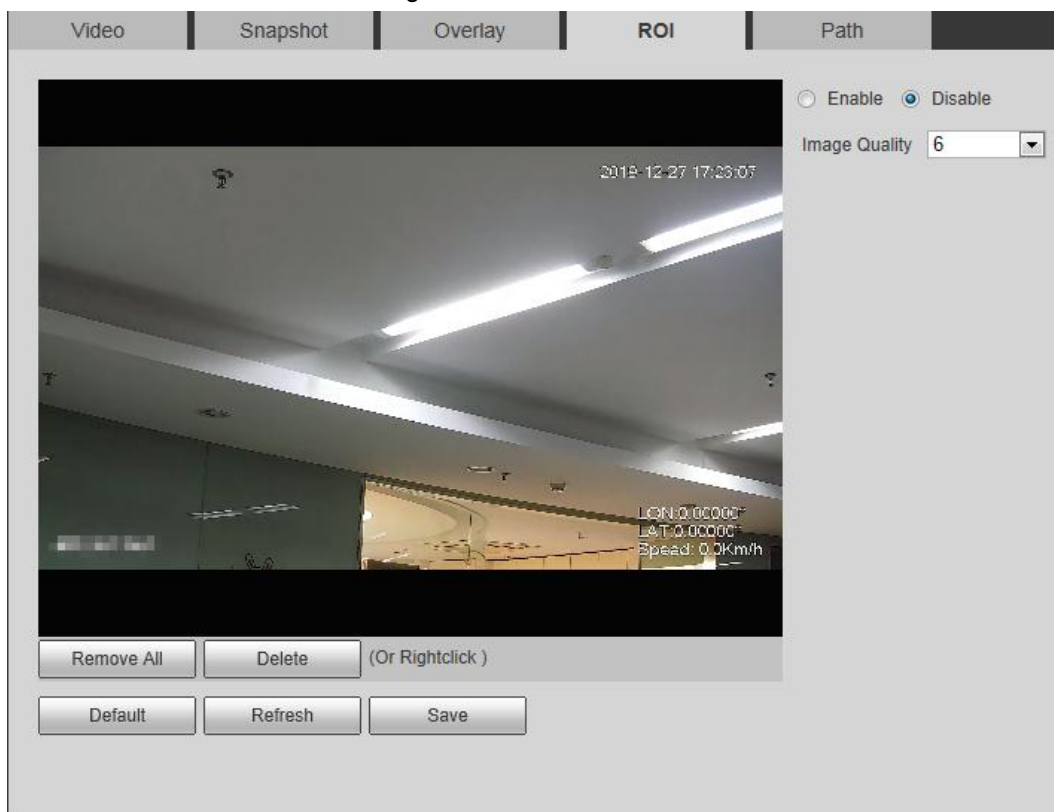 Video Snapshot Overlay ROI Path
Enable Disable
Image Quality 6
2019-12-27 17:23:07
LON:0.00000°
LAT:0.00000°
Speed: 0.0Km/h
Remove All Delete (Or Rightclick )
Default Refresh Save